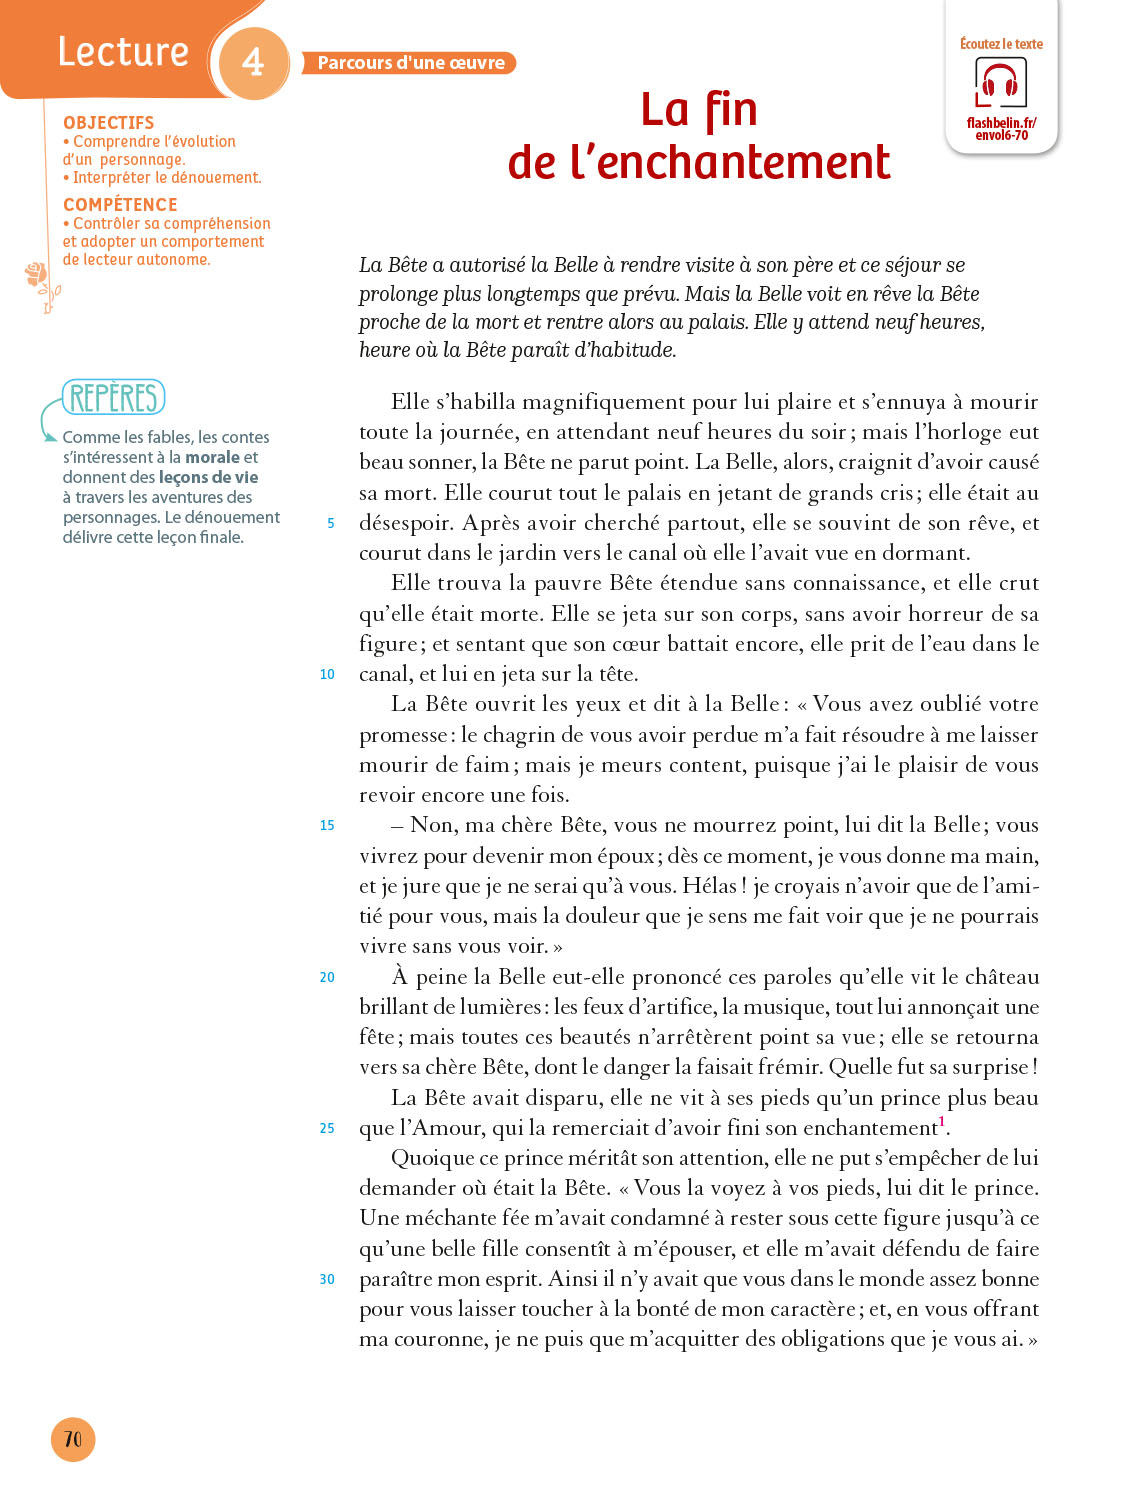 Lecture
4
Parcours d'une œuvre
Écoutez le texte
flashbelin.fr/
envol6-70
La fin
de l'enchantement
OBJECTIFS
• Comprendre l'évolution
d'un personnage.
• Interpréter le dénouement.
COMPÉTENCE
• Contrôler sa compréhension
et adopter un comportement
de lecteur autonome.
REPÈRES
Comme les fables, les contes
s'intéressent à la morale et
donnent des leçons de vie
à travers les aventures des
personnages. Le dénouement
délivre cette leçon finale.
La Bête a autorisé la Belle à rendre visite à son père et ce séjour se
prolonge plus longtemps que prévu. Mais la Belle voit en rêve la Bête
proche de la mort et rentre alors au palais. Elle y attend neuf heures,
heure où la Bête paraît d'habitude.
Elle s'habilla magnifiquement pour lui plaire et s'ennuya à mourir
toute la journée, en attendant neuf heures du soir ; mais l'horloge eut
beau sonner, la Bête ne parut point. La Belle, alors, craignit d'avoir causé
sa mort. Elle courut tout le palais en jetant de grands cris ; elle était au
5 désespoir. Après avoir cherché partout, elle se souvint de son rêve, et
courut dans le jardin vers le canal où elle l'avait vue en dormant.
Elle trouva la pauvre Bête étendue sans connaissance, et elle crut
qu'elle était morte. Elle se jeta sur son corps, sans avoir horreur de sa
figure ; et sentant que son cœur battait encore, elle prit de l'eau dans le
10 canal, et lui en jeta sur la tête.
La Bête ouvrit les yeux et dit à la Belle : « Vous avez oublié votre
promesse : le chagrin de vous avoir perdue m'a fait résoudre à me laisser
mourir de faim ; mais je meurs content, puisque j'ai le plaisir de vous
revoir encore une fois.
15 – Non, ma chère Bête, vous ne mourrez point, lui dit la Belle ; vous
vivrez pour devenir mon époux ; dès ce moment, je vous donne ma main,
et je jure que je ne serai qu'à vous. Hélas ! je croyais n'avoir que de l'ami-
tié pour vous, mais la douleur que je sens me fait voir que je ne pourrais
vivre sans vous voir. »
20 À peine la Belle eut-elle prononcé ces paroles qu'elle vit le château
brillant de lumières : les feux d'artifice, la musique, tout lui annonçait une
fête ; mais toutes ces beautés n'arrêtèrent point sa vue ; elle se retourna
vers sa chère Bête, dont le danger la faisait frémir. Quelle fut sa surprise !
La Bête avait disparu, elle ne vit à ses pieds qu'un prince plus beau
25 que l'Amour, qui la remerciait d'avoir fini son enchantement1.
Quoique ce prince méritât son attention, elle ne put s'empêcher de lui
demander où était la Bête. « Vous la voyez à vos pieds, lui dit le prince.
Une méchante fée m'avait condamné à rester sous cette figure jusqu'à ce
qu'une belle fille consentît à m'épouser, et elle m'avait défendu de faire
30 paraître mon esprit. Ainsi il n'y avait que vous dans le monde assez bonne
pour vous laisser toucher à la bonté de mon caractère ; et, en vous offrant
ma couronne, je ne puis que m'acquitter des obligations que je vous ai. »
70